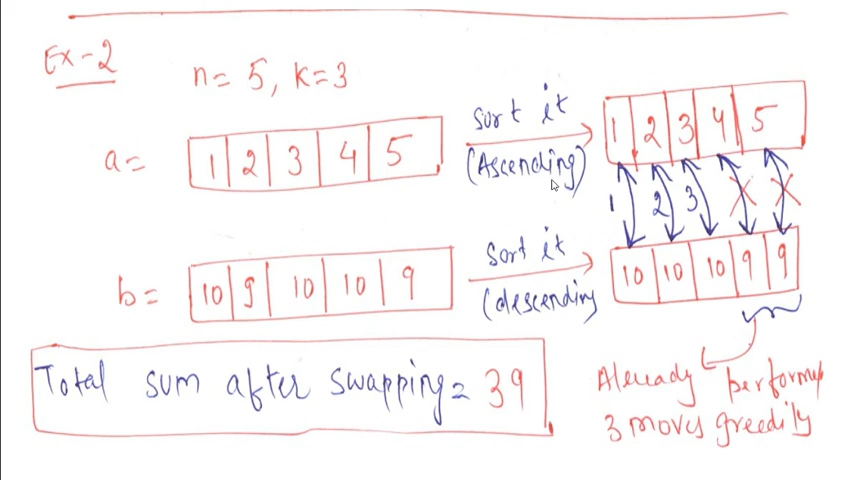 Ex-2
n= 5, k=3
a= 1 2 3 4 5
sort it
(Ascending)
1 2 3 4 5
1 2 3 X X
b= 10 9 10 10 9
sort it
(descending
10 10 10 9 9
Total sum after swapping = 39
Already performed
3 moves greedily